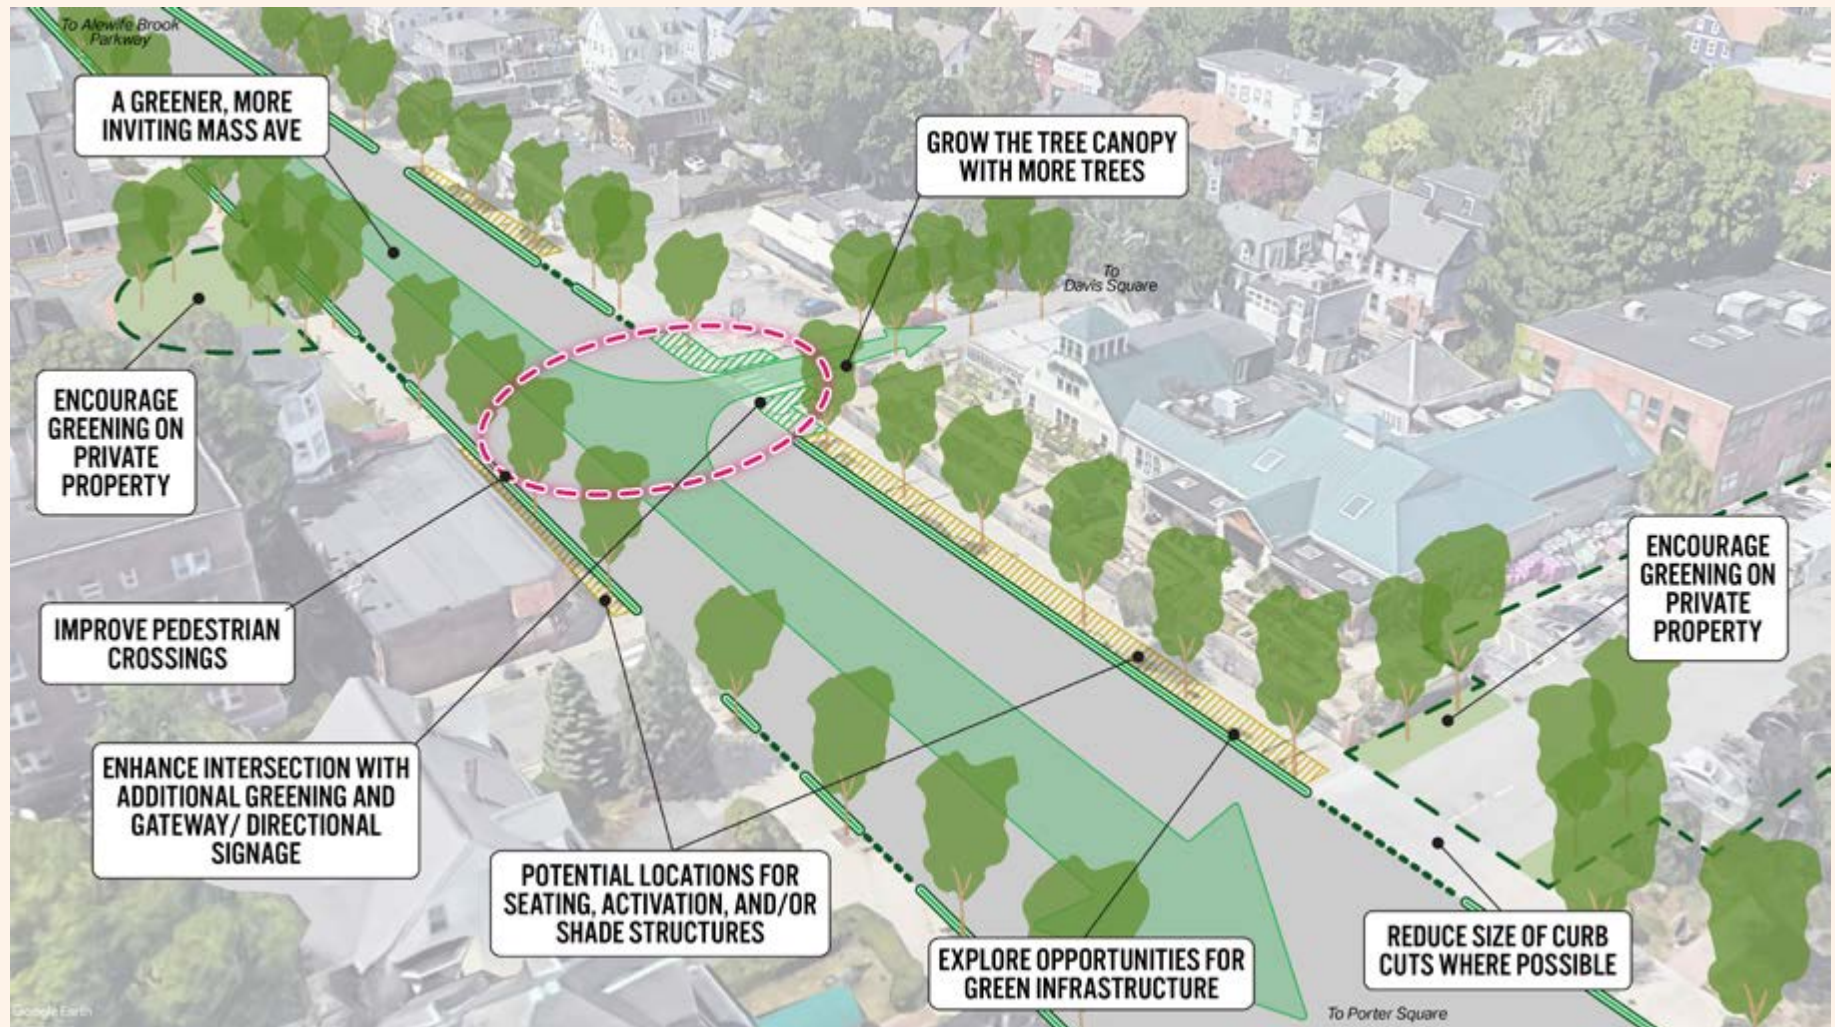 To Alewife Brook
Parkway
A GREENER, MORE
INVITING MASS AVE
GROW THE TREE CANOPY
WITH MORE TREES
To
Davis Square
ENCOURAGE
GREENING ON
PRIVATE
PROPERTY
ENCOURAGE
GREENING ON
PRIVATE
PROPERTY
IMPROVE PEDESTRIAN
CROSSINGS
ENHANCE INTERSECTION WITH
ADDITIONAL GREENING AND
GATEWAY/ DIRECTIONAL
SIGNAGE
POTENTIAL LOCATIONS FOR
SEATING, ACTIVATION, AND/OR
SHADE STRUCTURES
EXPLORE OPPORTUNITIES FOR
GREEN INFRASTRUCTURE
REDUCE SIZE OF CURB
CUTS WHERE POSSIBLE
Google Earth
To Porter Square